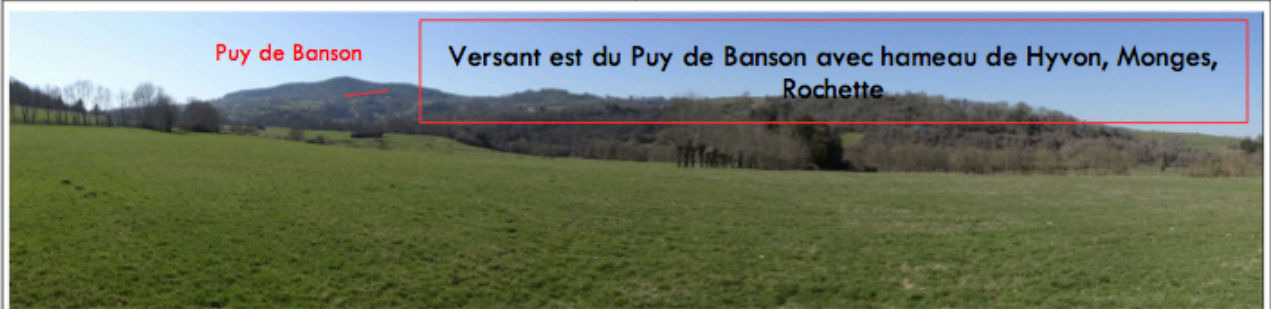 Puy de Banson
Versant est du Puy de Banson avec hameau de Hyvon, Monges,
Rochette